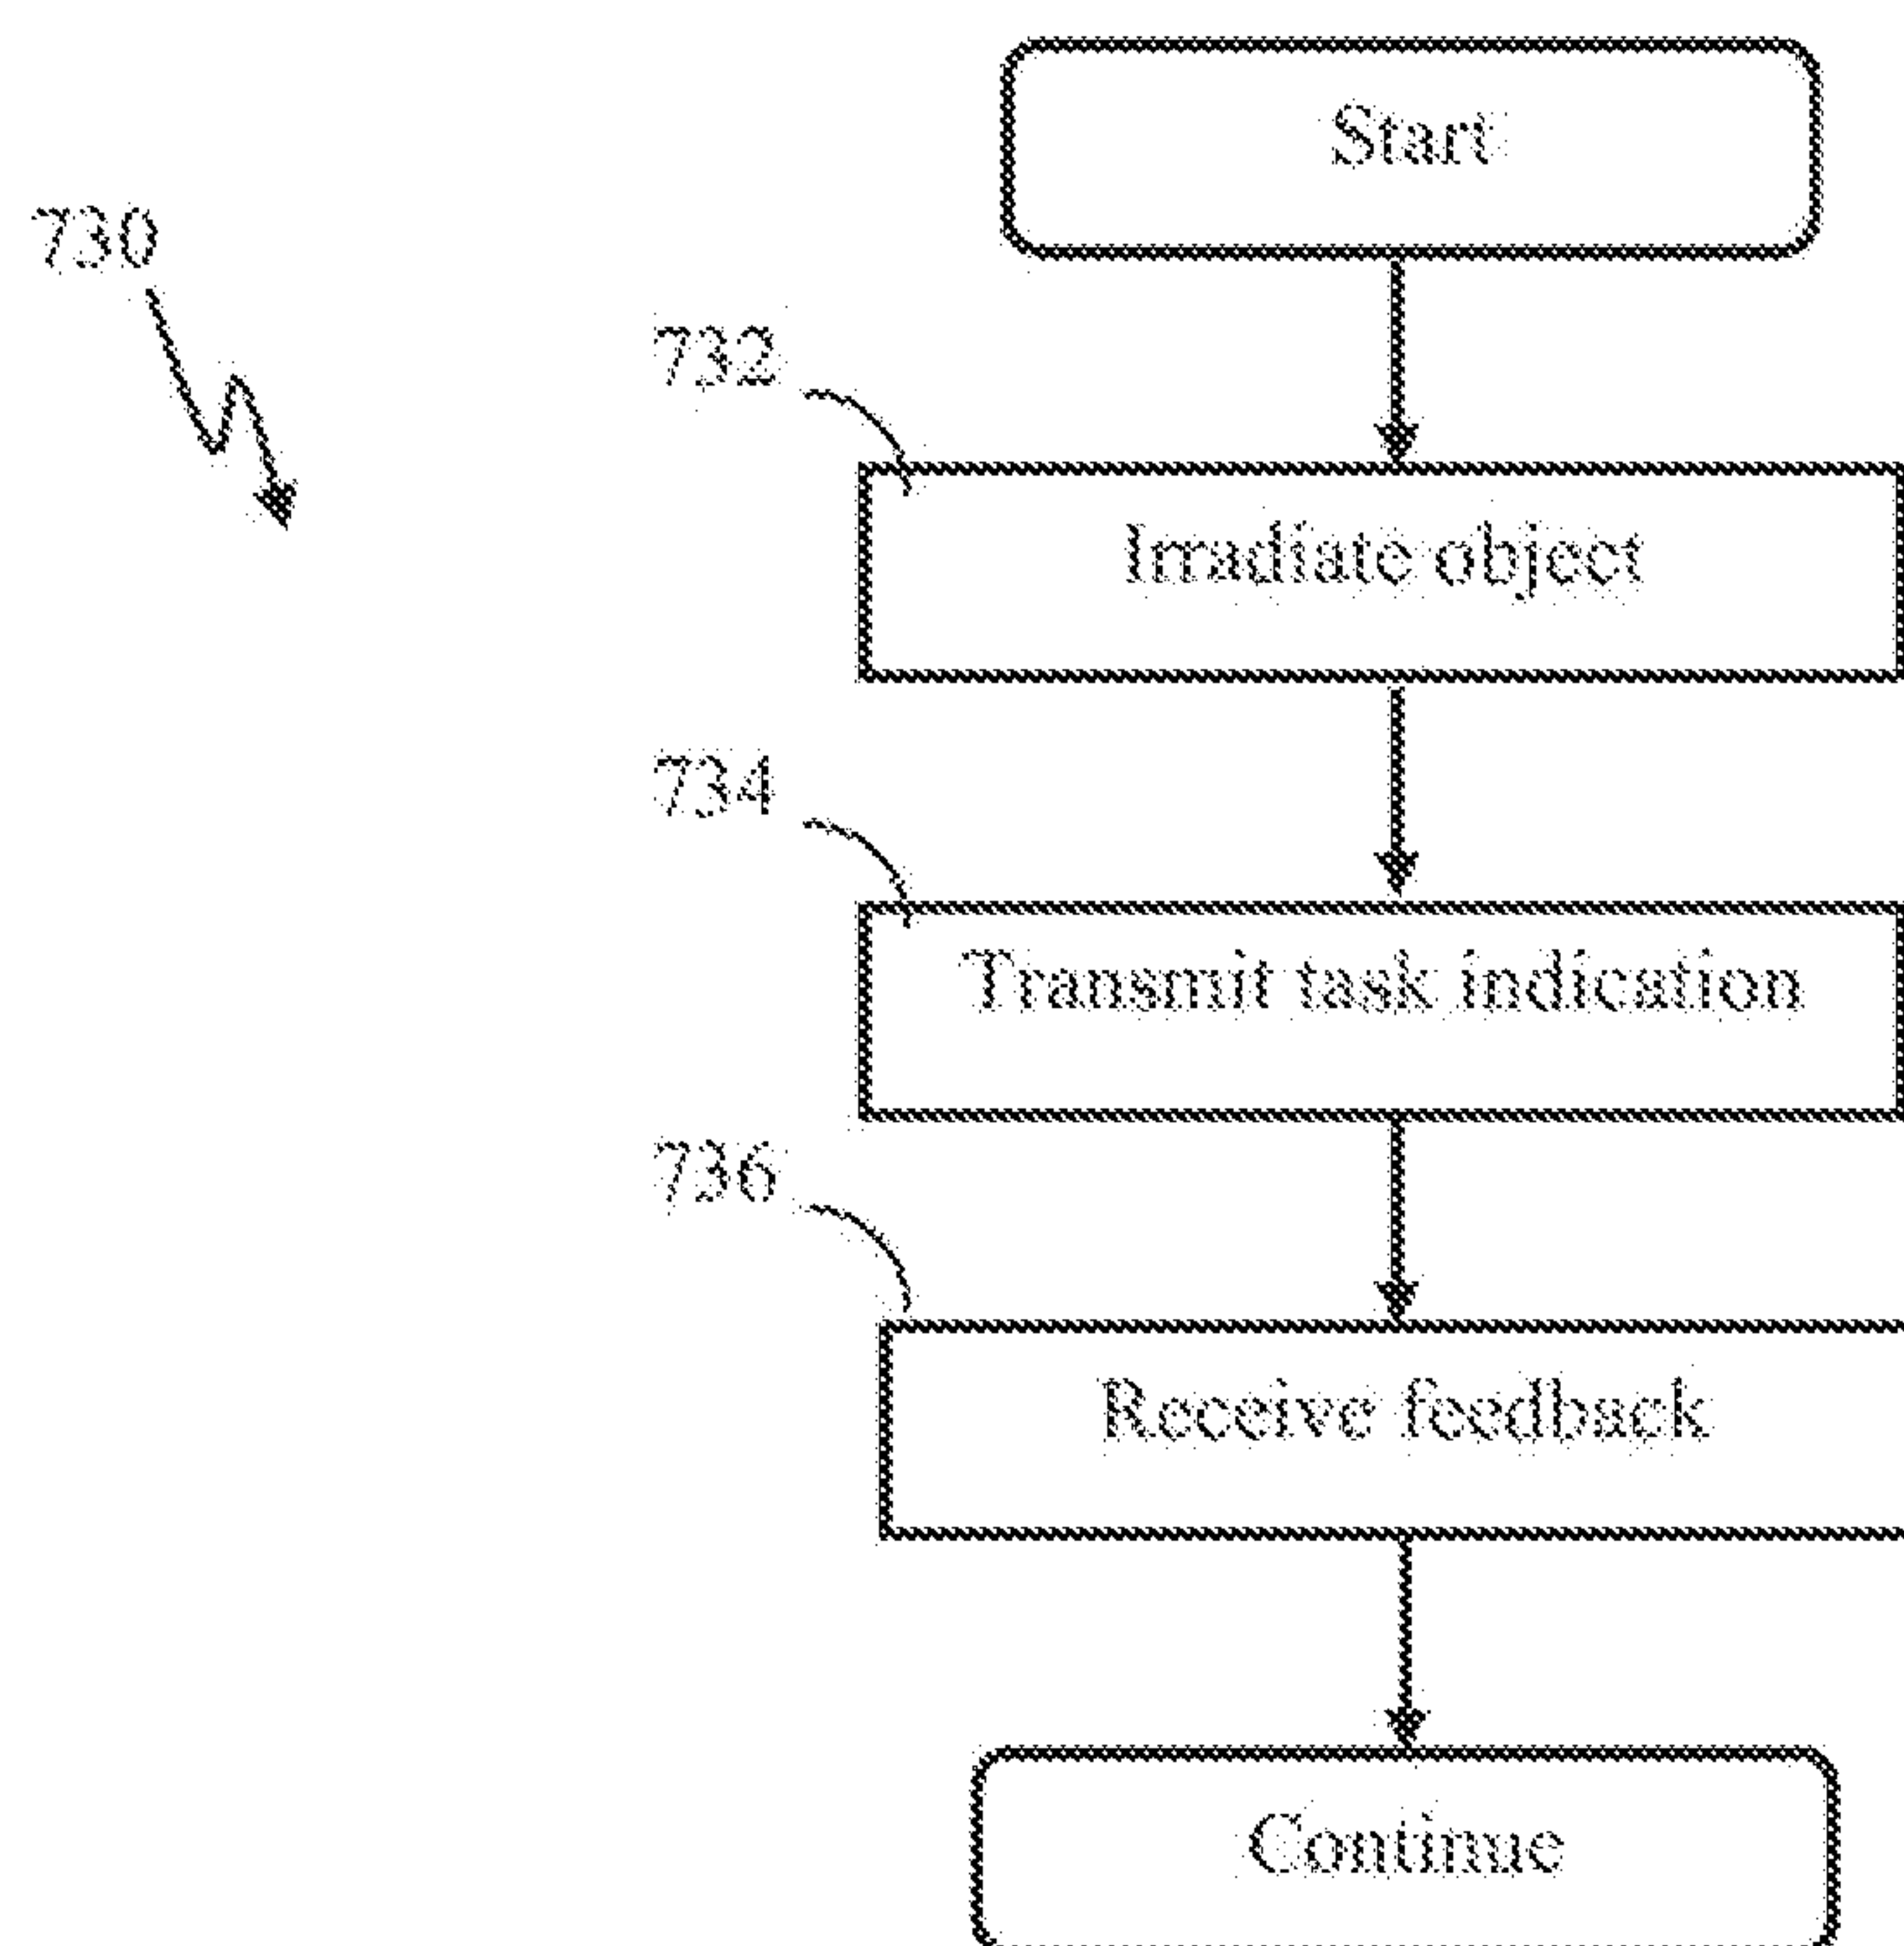 Start
730
732
Irradiate object
734
Transmit task indication
736
Receive feedback
Continue